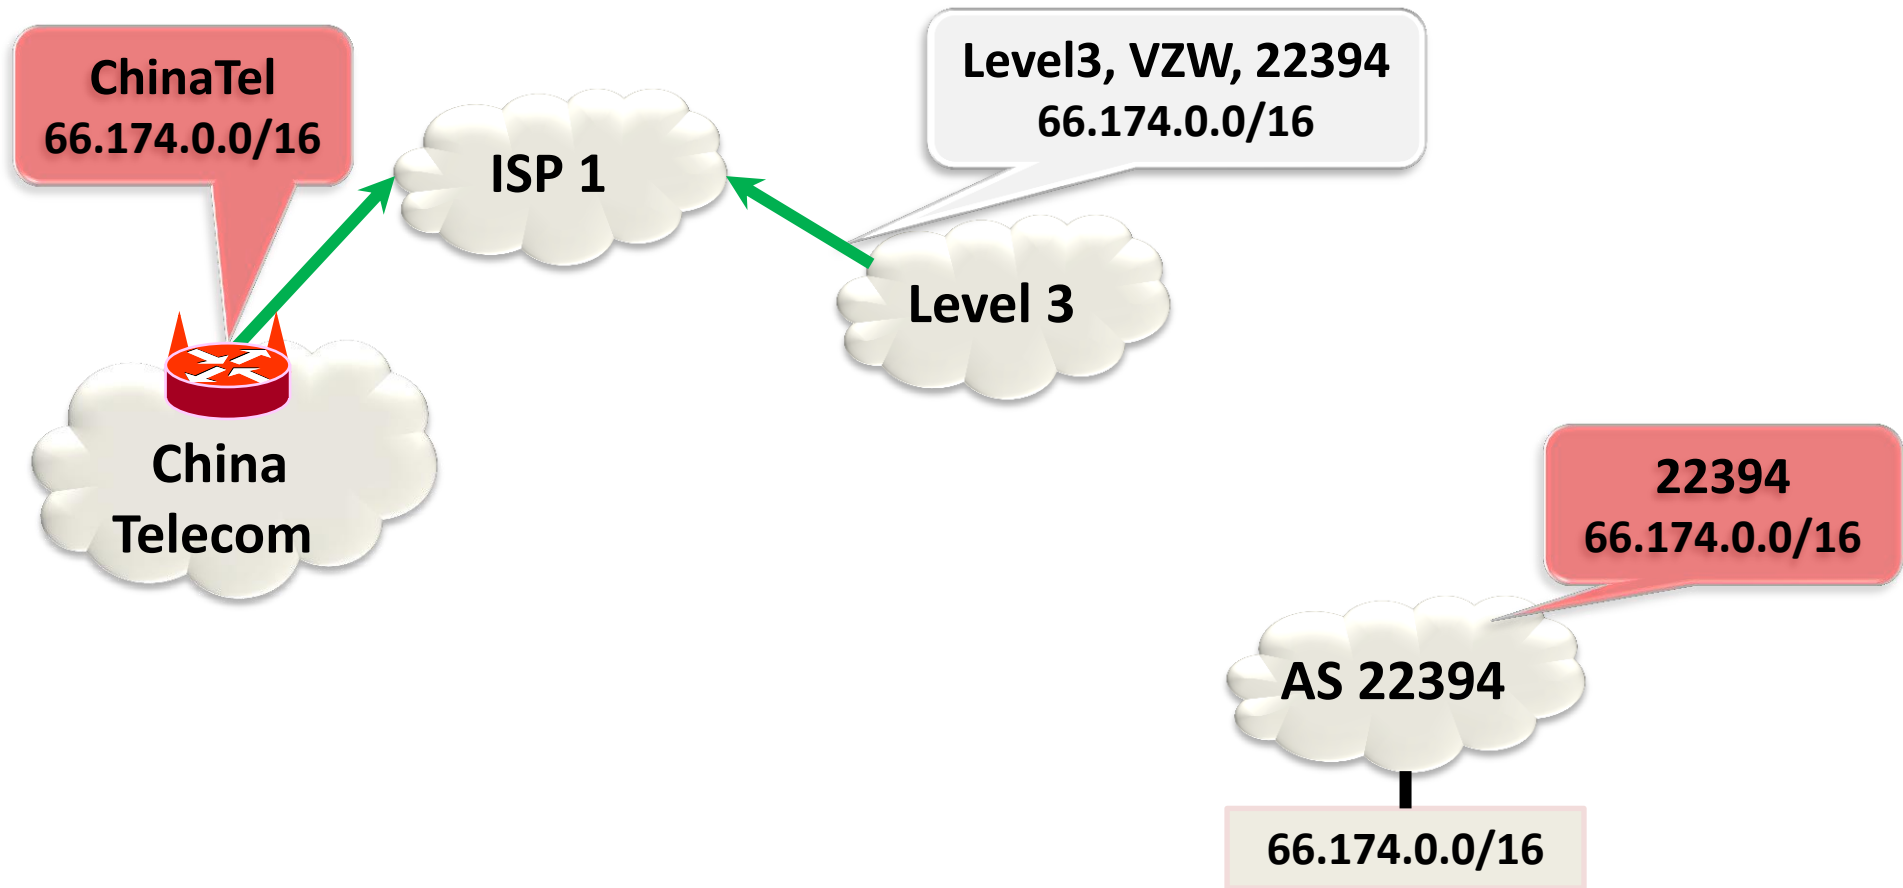 ChinaTel
66.174.0.0/16
ISP 1
Level3, VZW, 22394
66.174.0.0/16
Level 3
China
Telecom
22394
66.174.0.0/16
AS 22394
66.174.0.0/16